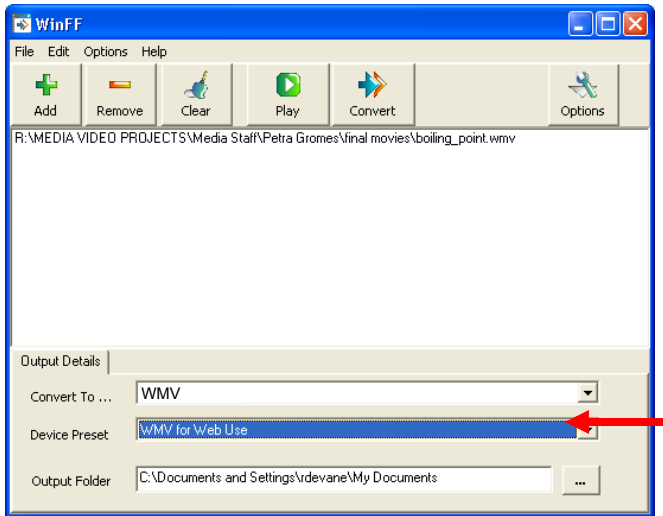 WinFF
File Edit Options Help
Add Remove Clear Play Convert Options
R:\MEDIA VIDEO PROJECTS\Media Staff\Petra Gromes\final movies\boiling_point.wmv
Output Details
Convert To ... WMV
Device Preset WMV for Web Use
Output Folder C:\Documents and Settings\rdevane\My Documents ...